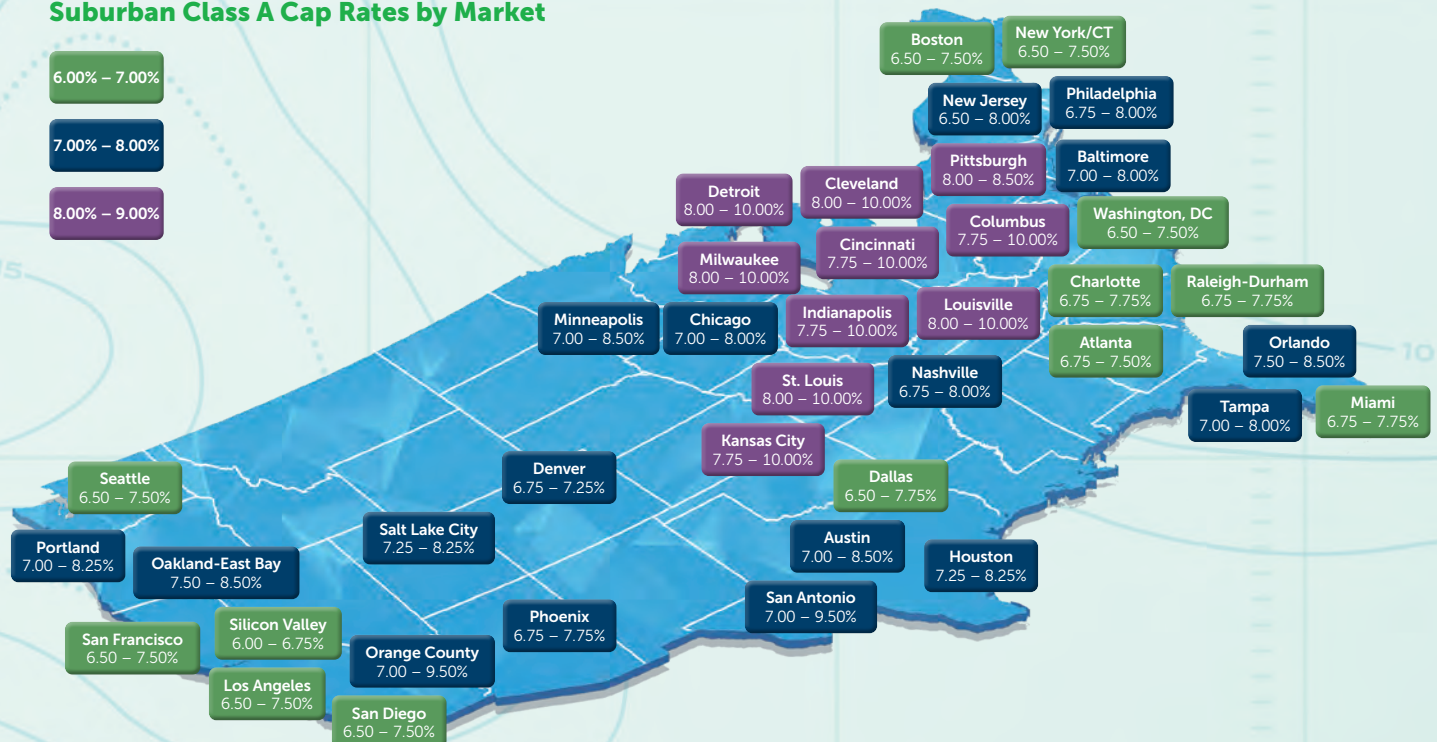 Suburban Class A Cap Rates by Market
6.00% – 7.00%
7.00% – 8.00%
8.00% – 9.00%
Boston
6.50 – 7.50%
New York/CT
6.50 – 7.50%
New Jersey
6.50 – 8.00%
Philadelphia
6.75 – 8.00%
Pittsburgh
8.00 – 8.50%
Baltimore
7.00 – 8.00%
Detroit
8.00 – 10.00%
Cleveland
8.00 – 10.00%
Columbus
7.75 – 10.00%
Washington, DC
6.50 – 7.50%
Milwaukee
8.00 – 10.00%
Cincinnati
7.75 – 10.00%
Charlotte
6.75 – 7.75%
Raleigh-Durham
6.75 – 7.75%
Minneapolis
7.00 – 8.50%
Chicago
7.00 – 8.00%
Indianapolis
7.75 – 10.00%
Louisville
8.00 – 10.00%
Atlanta
6.75 – 7.50%
Orlando
7.50 – 8.50%
10
St. Louis
8.00 – 10.00%
Nashville
6.75 – 8.00%
Tampa
7.00 – 8.00%
Miami
6.75 – 7.75%
Kansas City
7.75 – 10.00%
Denver
6.75 – 7.25%
Dallas
6.50 – 7.75%
Seattle
6.50 – 7.50%
Salt Lake City
7.25 – 8.25%
Austin
7.00 – 8.50%
Houston
7.25 – 8.25%
Portland
7.00 – 8.25%
Oakland-East Bay
7.50 – 8.50%
San Antonio
7.00 – 9.50%
Phoenix
6.75 – 7.75%
San Francisco
6.50 – 7.50%
Silicon Valley
6.00 – 6.75%
Orange County
7.00 – 9.50%
Los Angeles
6.50 – 7.50%
San Diego
6.50 – 7.50%